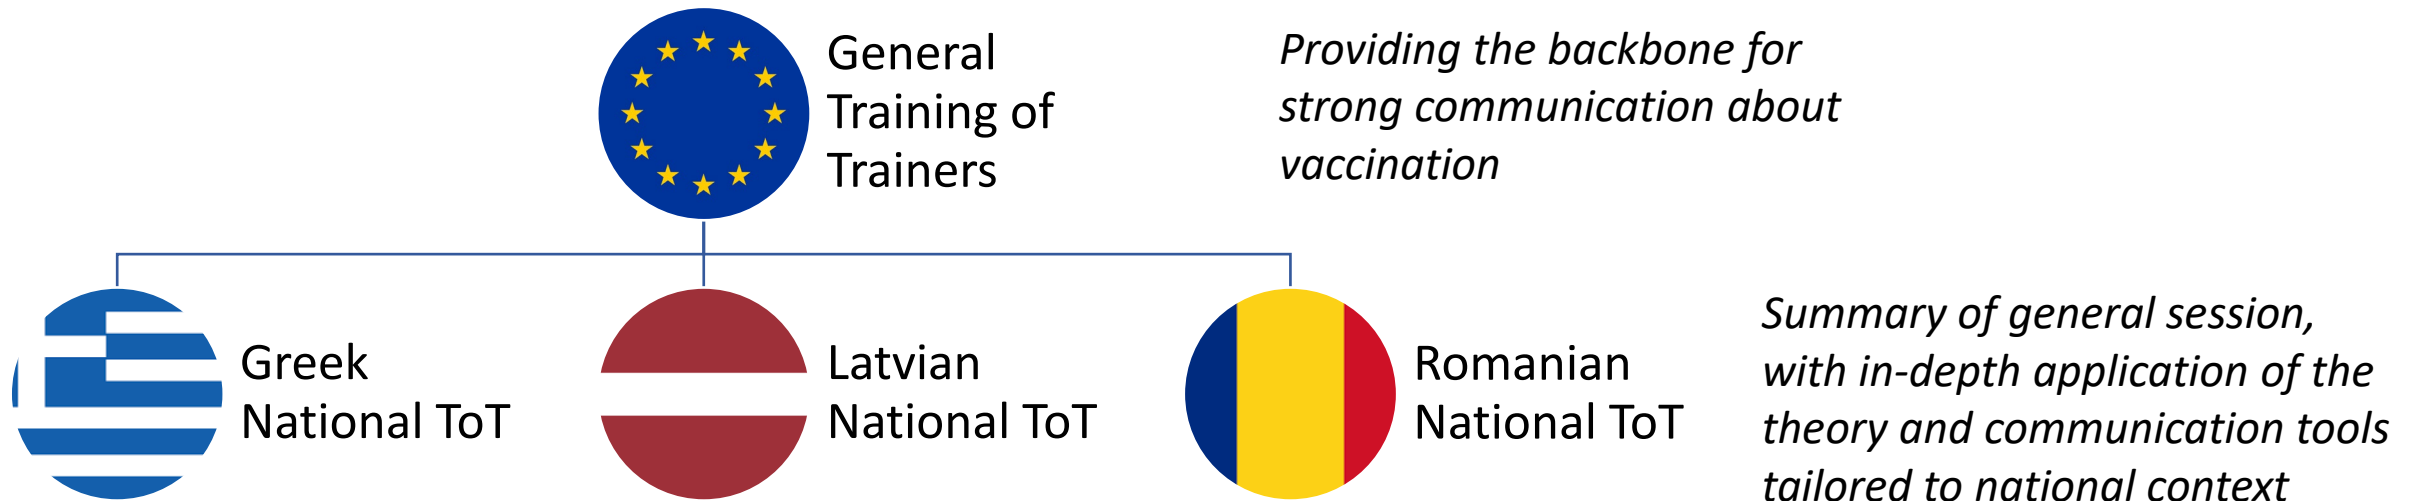 General
Training of
Trainers
Providing the backbone for
strong communication about
vaccination
Greek
National ToT
Latvian
National ToT
Romanian
National ToT
Summary of general session,
with in-depth application of the
theory and communication tools
tailored to national context